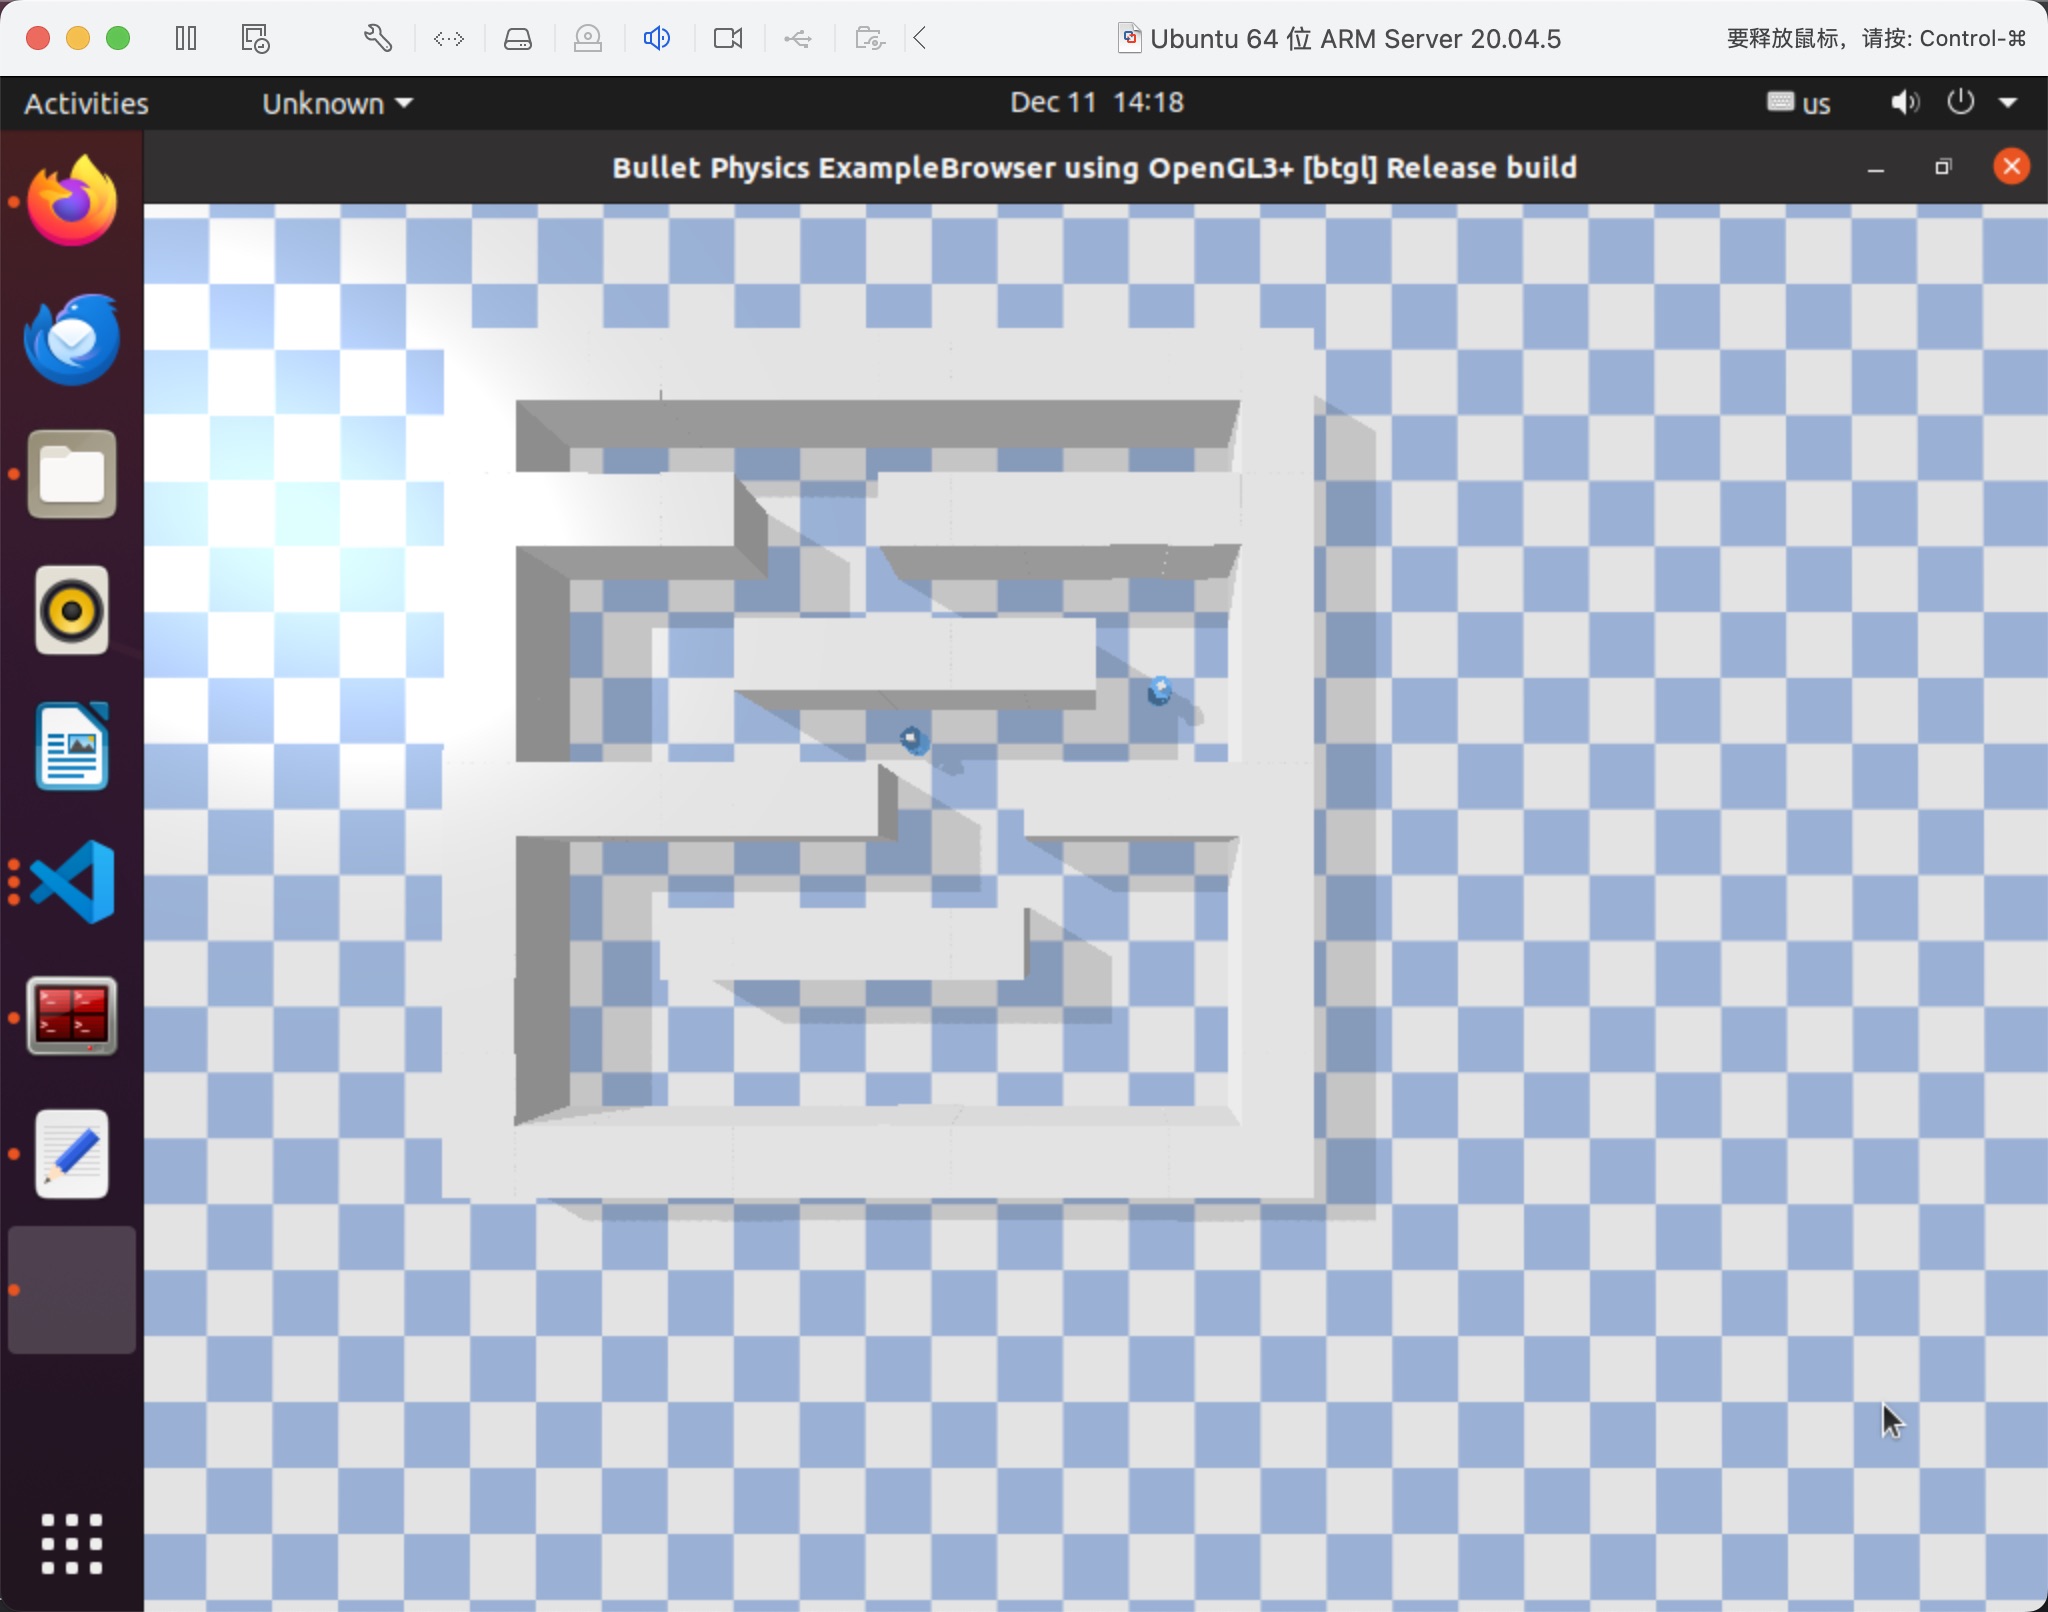 Ubuntu 64 位 ARM Server 20.04.5
要释放鼠标，请按: Control-⌘
Activities
Unknown
Dec 11 14:18
us
Bullet Physics ExampleBrowser using OpenGL3+ [btgl] Release build